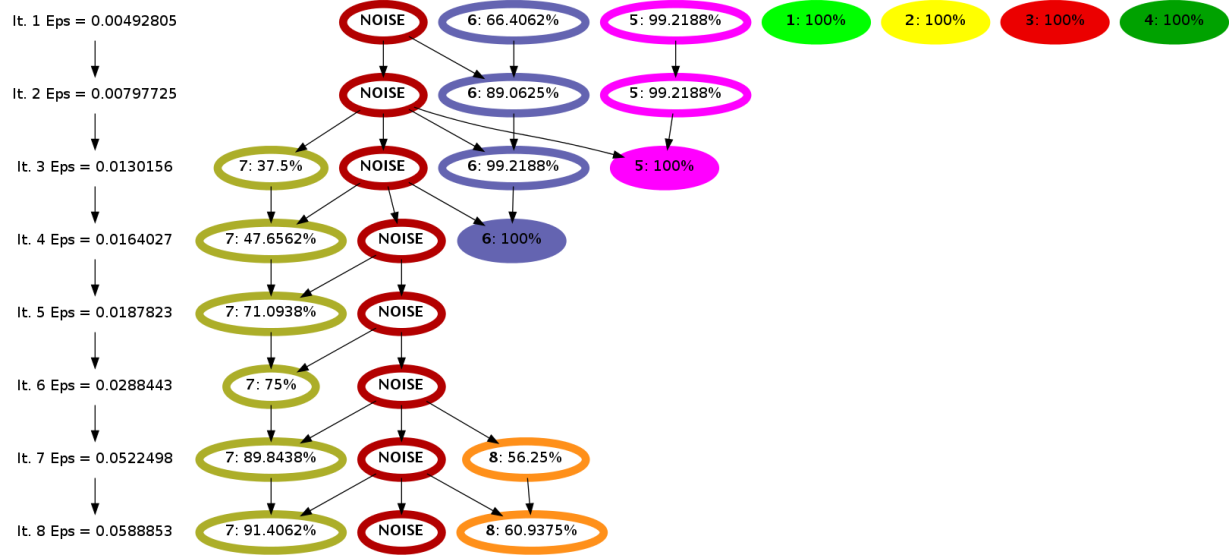 It. 1 Eps = 0.00492805 NOISE 6: 66.4062% 5: 99.2188% 1: 100% 2: 100% 3: 100% 4: 100%
It. 2 Eps = 0.00797725 NOISE 6: 89.0625% 5: 99.2188%
It. 3 Eps = 0.0130156 7: 37.5% NOISE 6: 99.2188% 5: 100%
It. 4 Eps = 0.0164027 7: 47.6562% NOISE 6: 100%
It. 5 Eps = 0.0187823 7: 71.0938% NOISE
It. 6 Eps = 0.0288443 7: 75% NOISE
It. 7 Eps = 0.0522498 7: 89.8438% NOISE 8: 56.25%
It. 8 Eps = 0.0588853 7: 91.4062% NOISE 8: 60.9375%